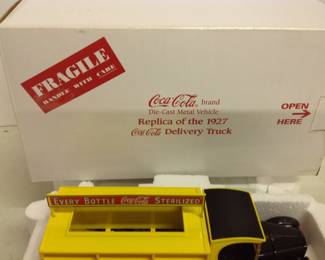 FRAGILE
HANDLE WITH CARE
Coca-Cola brand
Die-Cast Metal Vehicle
Replica of the 1927
Coca-Cola Delivery Truck
OPEN
HERE
EVERY BOTTLE Coca-Cola STERILIZED